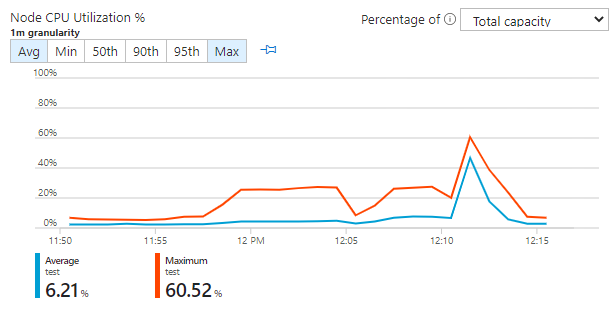 Node CPU Utilization %
1m granularity
Percentage of
Total capacity
Avg Min 50th 90th 95th Max
100%
80%
60%
40%
20%
0%
11:50 11:55 12 PM 12:05 12:10 12:15
Average Maximum
test test
6.21 % 60.52 %